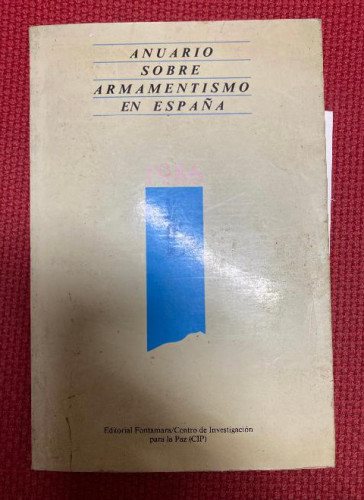 ANUARIO
SOBRE
ARMAMENTISMO
EN ESPAÑA
Editorial Fontamara/Centro de Investigación
para la Paz (CIP)